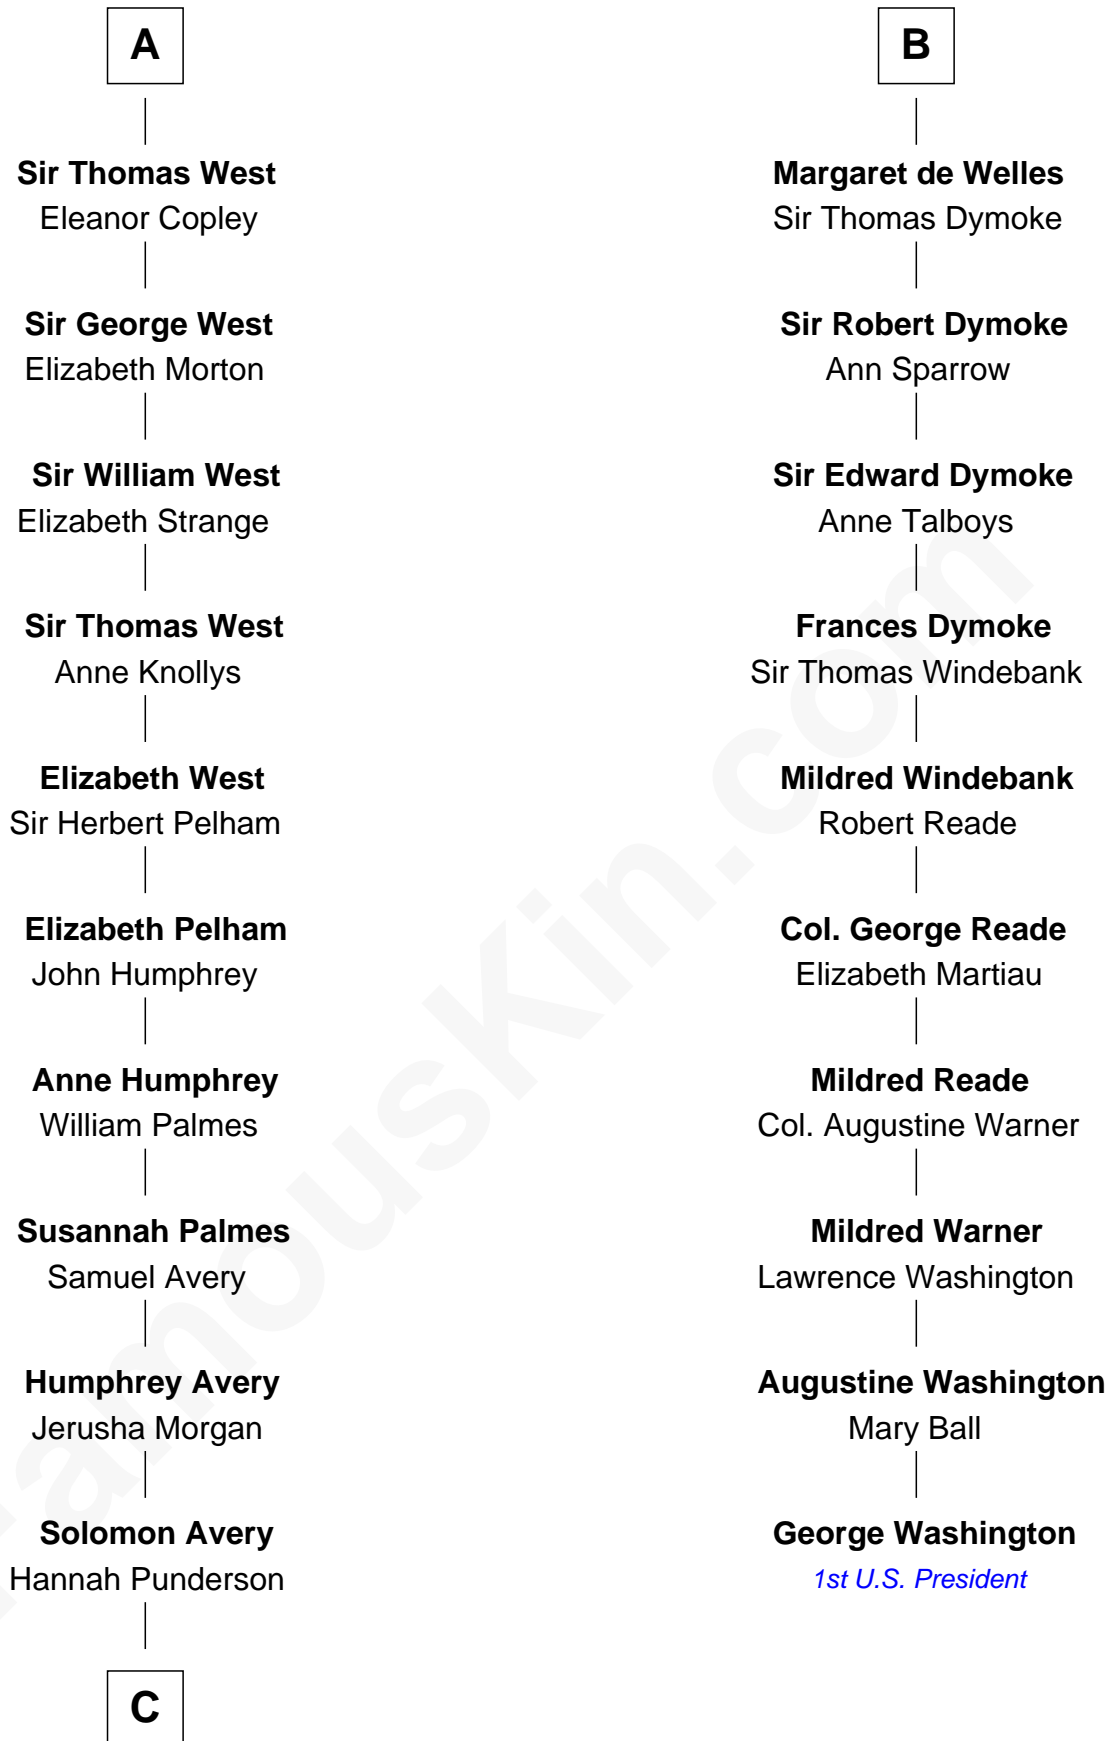 A
Sir Thomas West
Eleanor Copley
Sir George West
Elizabeth Morton
Sir William West
Elizabeth Strange
Sir Thomas West
Anne Knollys
Elizabeth West
Sir Herbert Pelham
Elizabeth Pelham
John Humphrey
Anne Humphrey
William Palmes
Susannah Palmes
Samuel Avery
Humphrey Avery
Jerusha Morgan
Solomon Avery
Hannah Punderson
C
B
Margaret de Welles
Sir Thomas Dymoke
Sir Robert Dymoke
Ann Sparrow
Sir Edward Dymoke
Anne Talboys
Frances Dymoke
Sir Thomas Windebank
Mildred Windebank
Robert Reade
Col. George Reade
Elizabeth Martiau
Mildred Reade
Col. Augustine Warner
Mildred Warner
Lawrence Washington
Augustine Washington
Mary Ball
George Washington
1st U.S. President
FamousKin.com